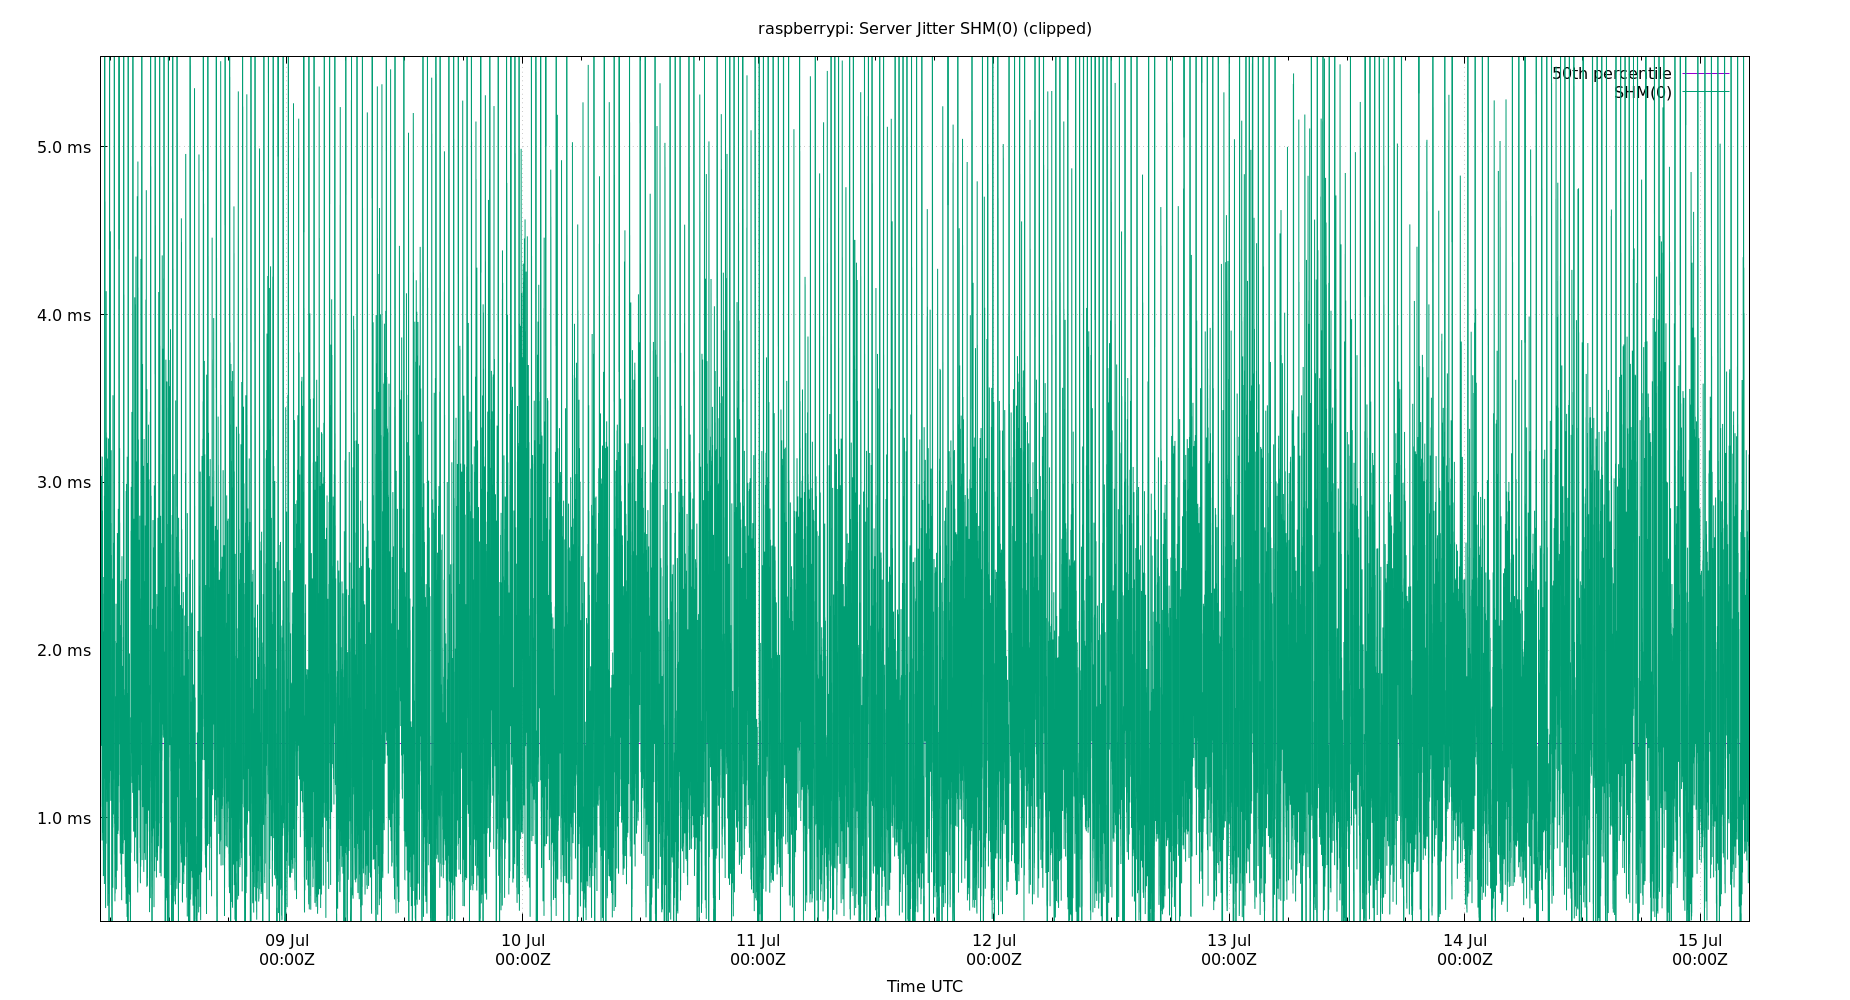 raspberrypi: Server Jitter SHM(0) (clipped)
50th percentile
SHM(0)
5.0 ms
4.0 ms
3.0 ms
2.0 ms
1.0 ms
09 Jul 10 Jul 11 Jul 12 Jul 13 Jul 14 Jul 15 Jul
00:00Z 00:00Z 00:00Z 00:00Z 00:00Z 00:00Z 00:00Z
Time UTC